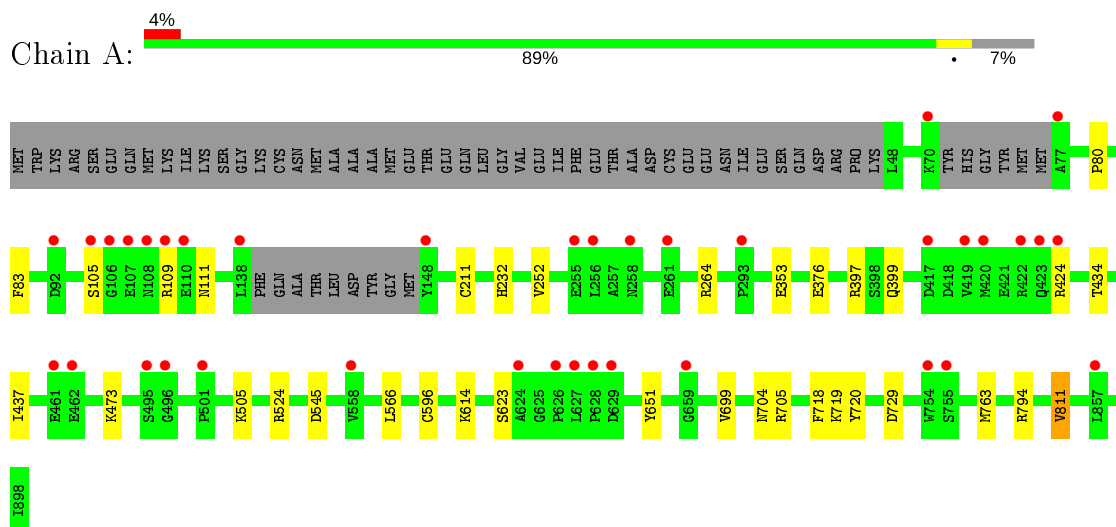 4%
Chain A:
89%
•
7%
MET TRP LYS ARG SER GLU GLN MET LYS ILE LYS SER GLY LYS CYS ASN MET ALA ALA ALA MET GLU THR GLU GLN LEU GLY VAL GLU ILE PHE GLU THR ALA ASP CYS GLU GLU ASN ILE GLU SER GLN ASP ARG PRO LYS L48 K70 TYR HIS GLY TYR MET MET A77 P80
F83 D92 S105 G106 E107 N108 R109 E110 N111 L138 PHE GLN ALA THR LEU ASP TYR GLY MET Y148 C211 H232 V252 E255 L256 A257 N258 E261 R264 P293 E353 E376 R397 S398 Q399 D417 D418 V419 M420 E421 R422 Q423 R424 T434
I437 E461 E462 K473 S495 G496 P501 K505 R524 D545 V558 L566 C596 K614 S623 A624 G625 P626 L627 P628 D629 Y651 G659 V699 N704 R705 F718 K719 Y720 D729 W754 S755 M763 R794 V811 L857
I898